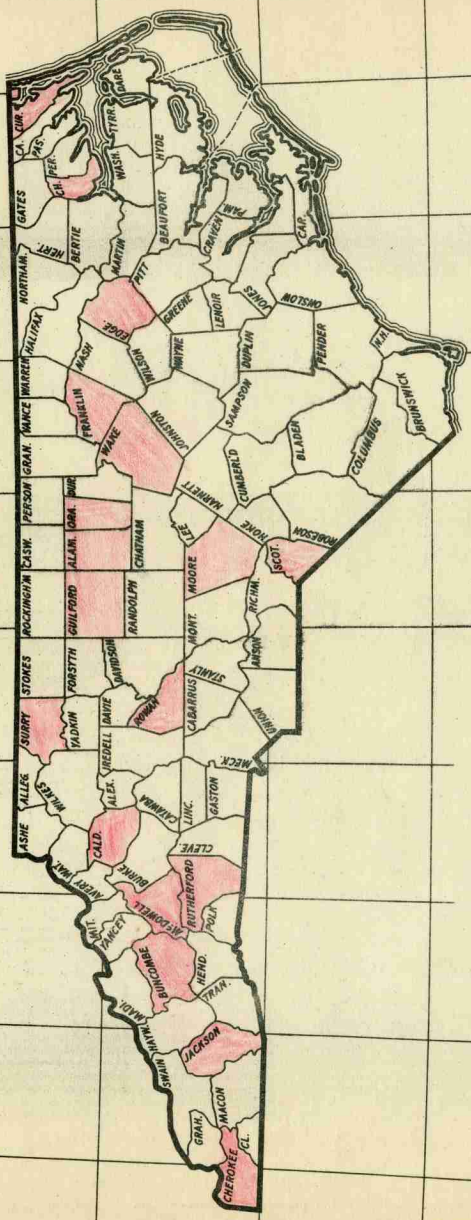 CUR.
CA.
PAS.
PER.
CH.
GATES
HERT.
BERTIE
NORTHAM.
HALIFAX
MARTIN
WASH.
TYRR.
DARE
HYDE
BEAUFORT
PITT
EDGE.
NASH
WARREN
VANCE
FRANKLIN
WILSON
GREENE
CRAVEN
PAM.
CAR.
JONES
LENOIR
WAYNE
JOHNSTON
WAKE
GRAN.
PERSON
DUR.
ORA.
ALAM.
CASW.
CHATHAM
LEE
HARNETT
SAMPSON
DUPLIN
ONSLOW
PENDER
N.H.
BRUNSWICK
COLUMBUS
BLADEN
CUMBERL'D
HOKE
ROBESON
SCOT.
MOORE
RICHM.
MONT.
RANDOLPH
GUILFORD
ROCKINGH'M
STOKES
FORSYTH
DAVIDSON
DAVIE
ROWAN
STANLY
ANSON
UNION
CABARRUS
MECK.
IREDELL
YADKIN
SURRY
ALLEG.
WILKES
ALEX.
CATAWBA
LINC.
GASTON
CLEVE.
BURKE
CALD.
ASHE
WAT.
AVERY
MIT.
YANCEY
McDOWELL
RUTHERFORD
POLK
HEND.
BUNCOMBE
MADI.
HAYW.
TRAN.
JACKSON
SWAIN
MACON
GRAH.
CL.
CHEROKEE